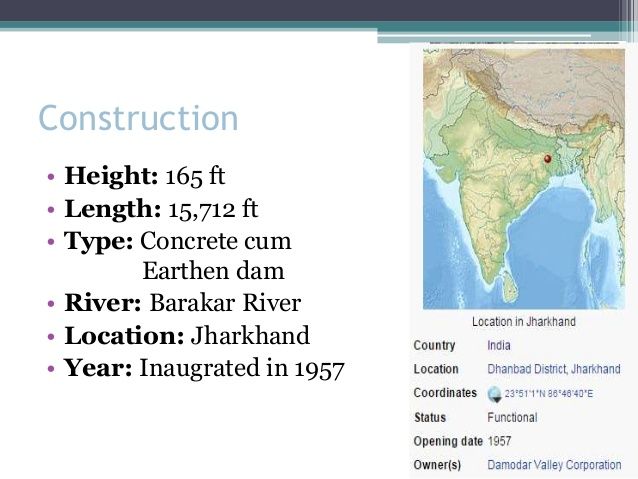 Construction
• Height: 165 ft
• Length: 15,712 ft
• Type: Concrete cum
Earthen dam
• River: Barakar River
• Location: Jharkhand
• Year: Inaugrated in 1957
Location in Jharkhand
Country India
Location Dhanbad District, Jharkhand
Coordinates 23°51′1″N 86°46′40″E
Status Functional
Opening date 1957
Owner(s) Damodar Valley Corporation